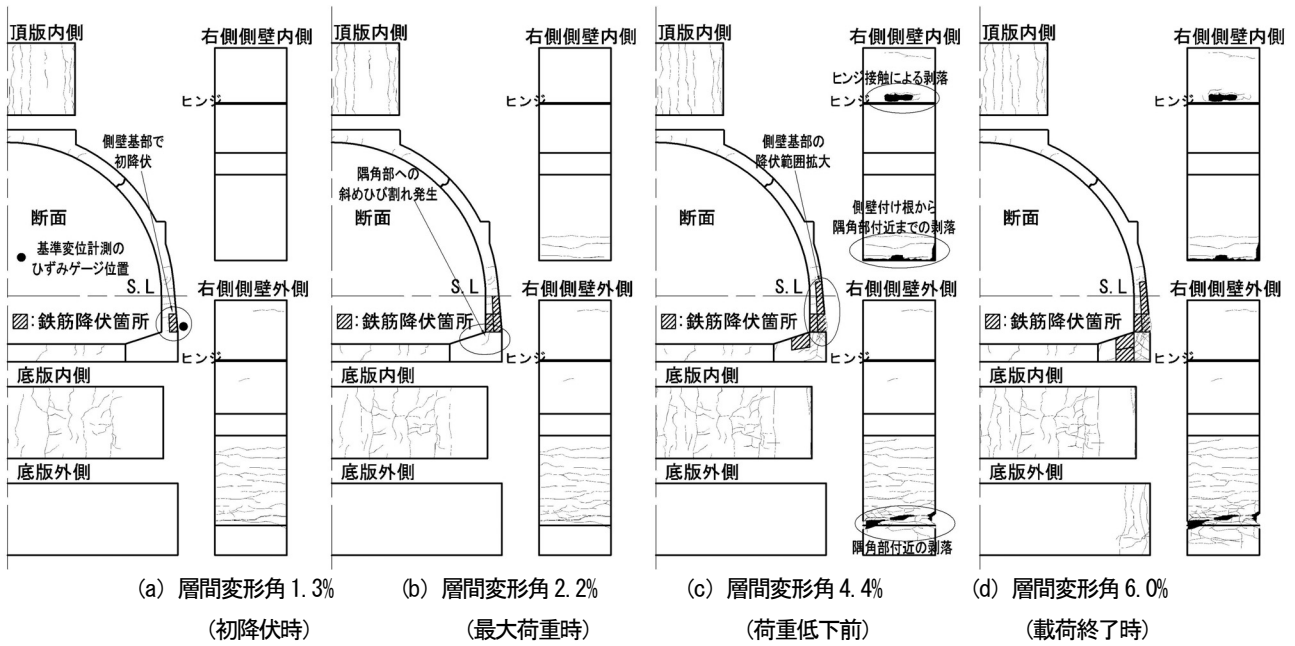 頂版内側
右側側壁内側
ヒンジ
側壁基部で
初降伏
断面
基準変位計測の
ひずみゲージ位置
S.L
右側側壁外側
:鉄筋降伏箇所
ヒンジ
底版内側
底版外側
(a) 層間変形角 1.3%
(初降伏時)
頂版内側
右側側壁内側
ヒンジ
隅角部への
斜めひび割れ発生
断面
S.L
右側側壁外側
:鉄筋降伏箇所
ヒンジ
底版内側
底版外側
(b) 層間変形角 2.2%
(最大荷重時)
頂版内側
右側側壁内側
ヒンジ接触による剥落
ヒンジ
側壁基部の
降伏範囲拡大
断面
側壁付け根から
隅角部付近までの剥落
S.L
右側側壁外側
:鉄筋降伏箇所
ヒンジ
底版内側
底版外側
隅角部付近の剥落
(c) 層間変形角 4.4%
(荷重低下前)
頂版内側
右側側壁内側
ヒンジ
断面
S.L
右側側壁外側
:鉄筋降伏箇所
ヒンジ
底版内側
底版外側
(d) 層間変形角 6.0%
(載荷終了時)